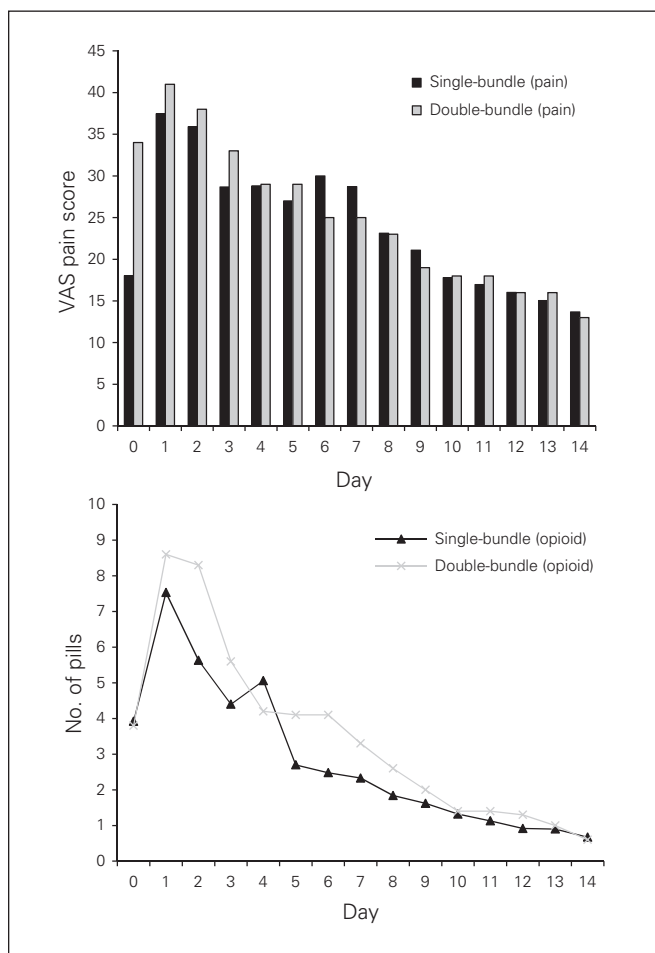 45
40
35
30
25
20
15
10
5
0
VAS pain score
Single-bundle (pain)
Double-bundle (pain)
0 1 2 3 4 5 6 7 8 9 10 11 12 13 14
Day
10
9
8
7
6
5
4
3
2
1
0
No. of pills
Single-bundle (opioid)
Double-bundle (opioid)
0 1 2 3 4 5 6 7 8 9 10 11 12 13 14
Day